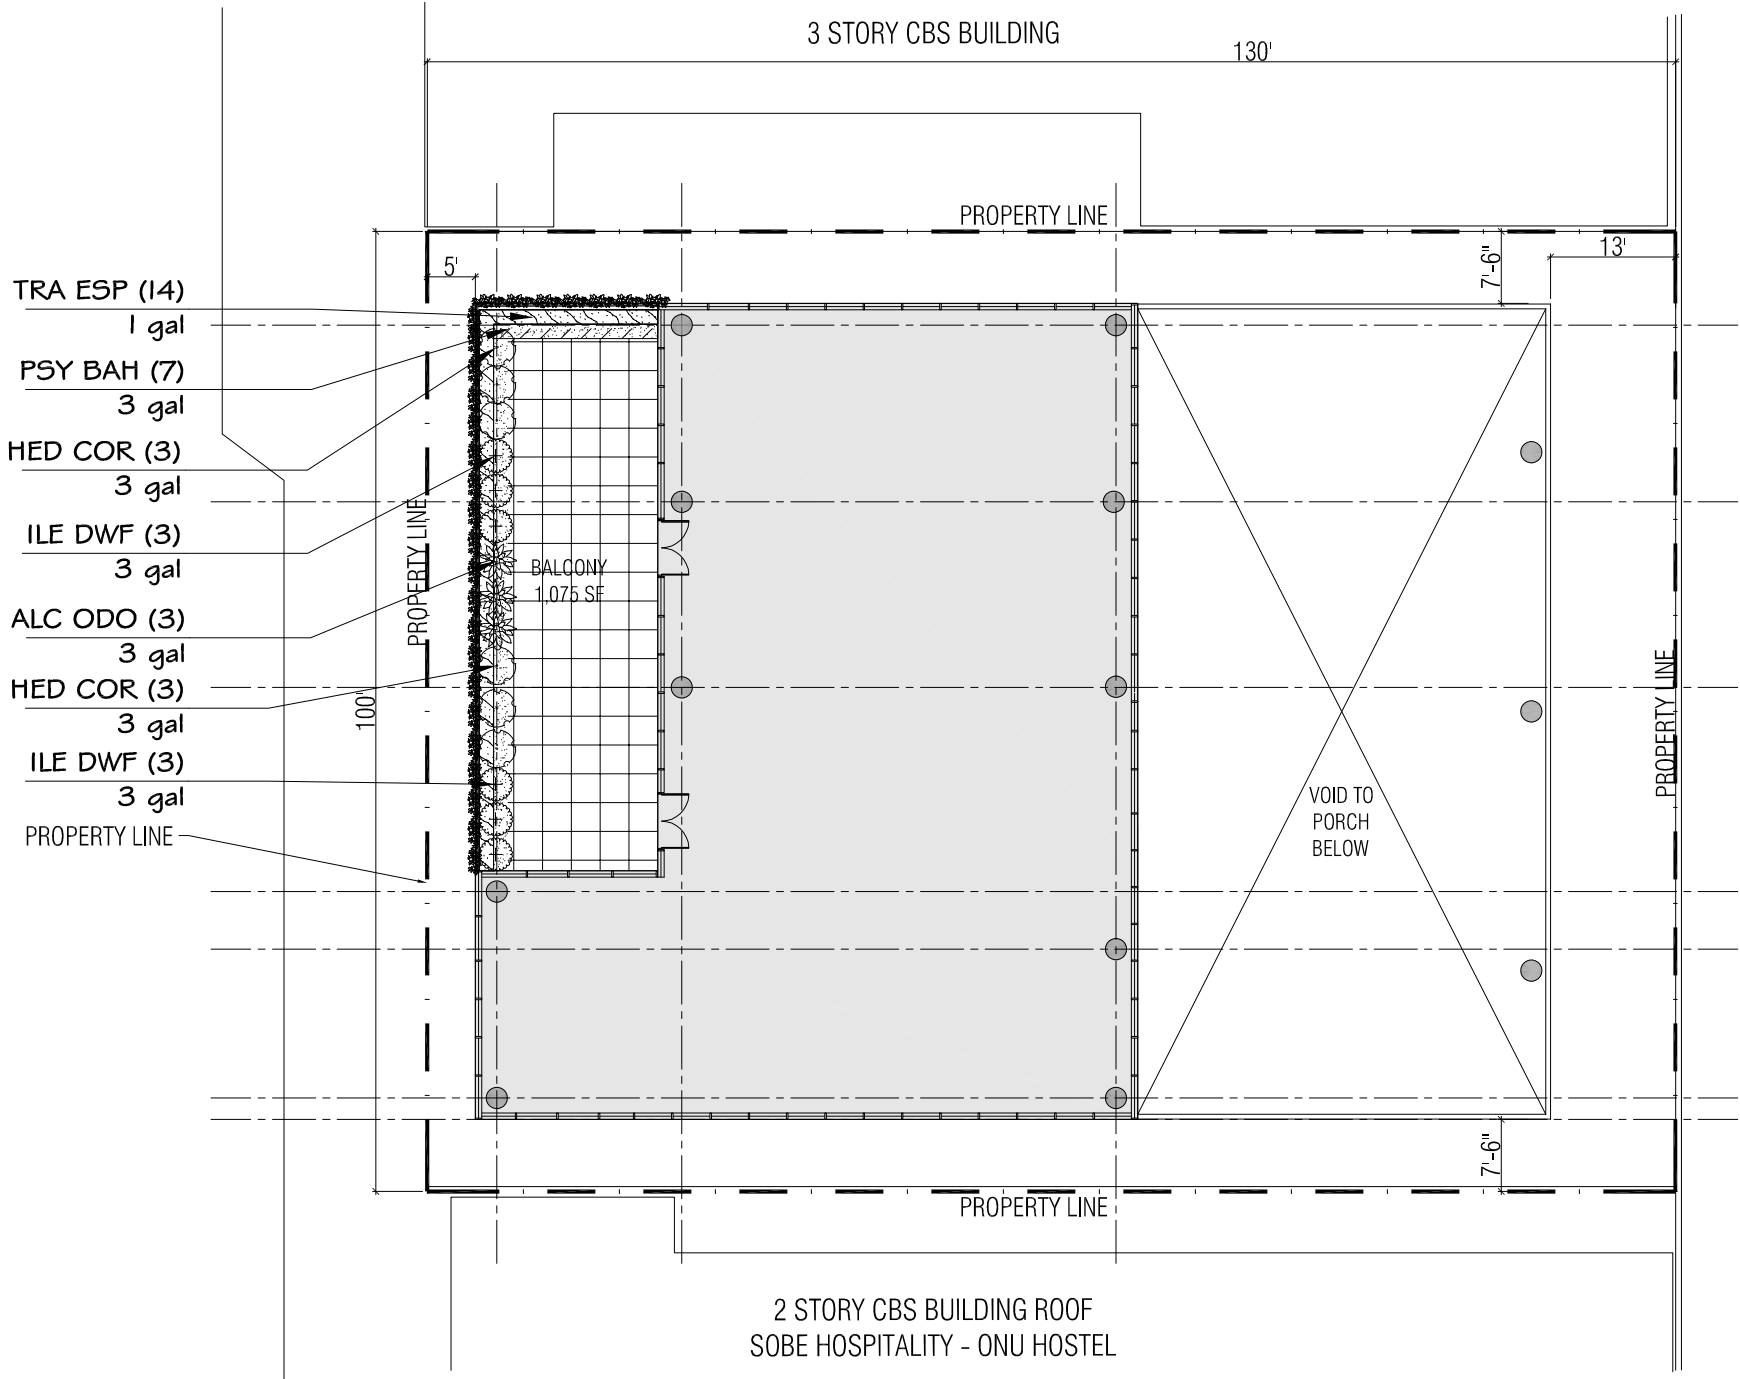 3 STORY CBS BUILDING
130'
PROPERTY LINE
5'
7'-6"
13'
TRA ESP (14)
1 gal
PSY BAH (7)
3 gal
HED COR (3)
3 gal
ILE DWF (3)
3 gal
ALC ODO (3)
3 gal
HED COR (3)
3 gal
ILE DWF (3)
3 gal
PROPERTY LINE
100'
PROPERTY LINE
BALCONY
1,075 SF
VOID TO
PORCH
BELOW
PROPERTY LINE
7'-6"
PROPERTY LINE
2 STORY CBS BUILDING ROOF
SOBE HOSPITALITY - ONU HOSTEL